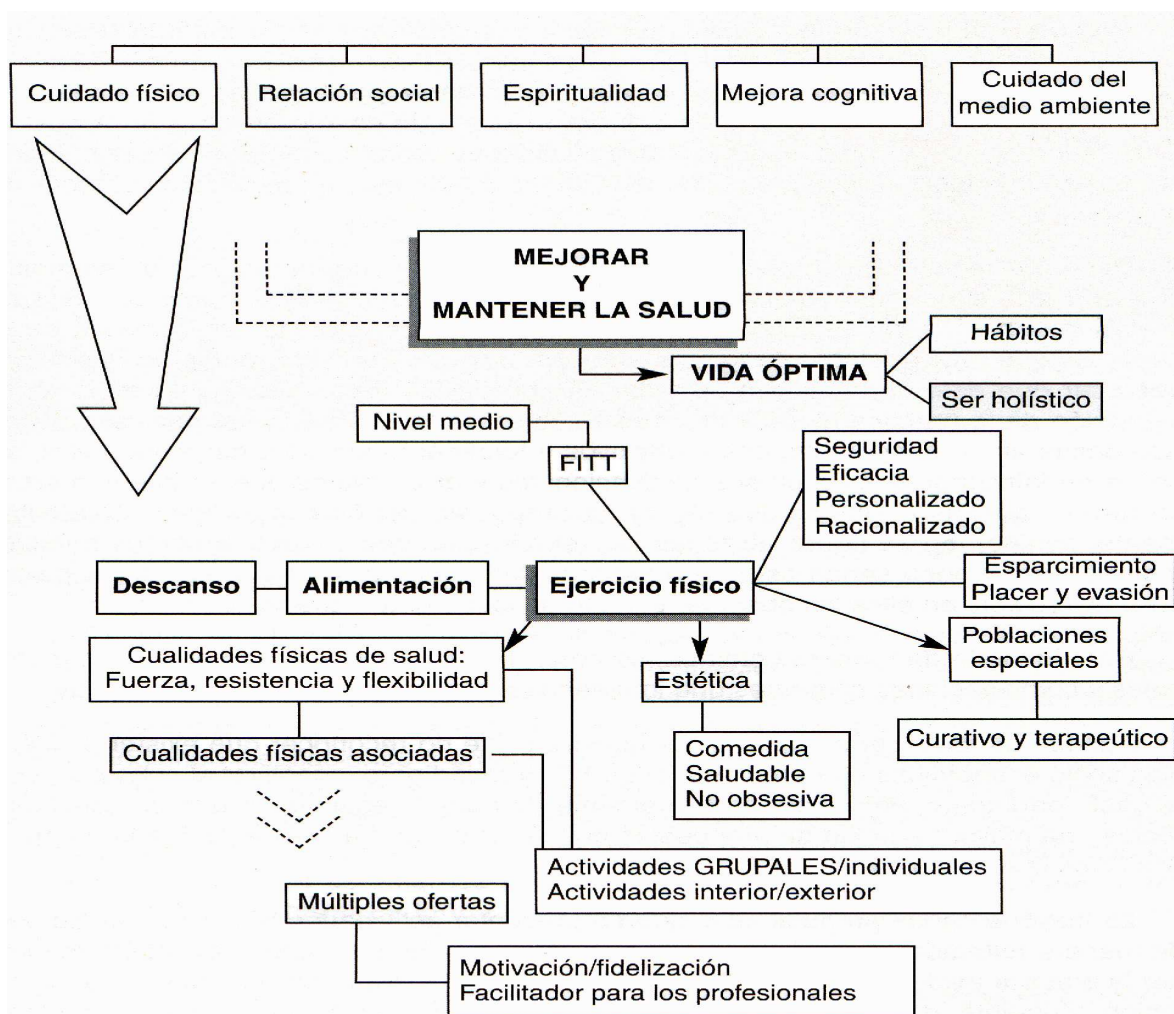 Cuidado físico
Relación social
Espiritualidad
Mejora cognitiva
Cuidado del
medio ambiente
MEJORAR
Y
MANTENER LA SALUD
VIDA ÓPTIMA
Hábitos
Ser holístico
Nivel medio
FITT
Seguridad
Eficacia
Personalizado
Racionalizado
Descanso
Alimentación
Ejercicio físico
Esparcimiento
Placer y evasión
Cualidades físicas de salud:
Fuerza, resistencia y flexibilidad
Estética
Poblaciones
especiales
Cualidades físicas asociadas
Comedida
Saludable
No obsesiva
Curativo y terapeútico
Actividades GRUPALES/individuales
Actividades interior/exterior
Múltiples ofertas
Motivación/fidelización
Facilitador para los profesionales